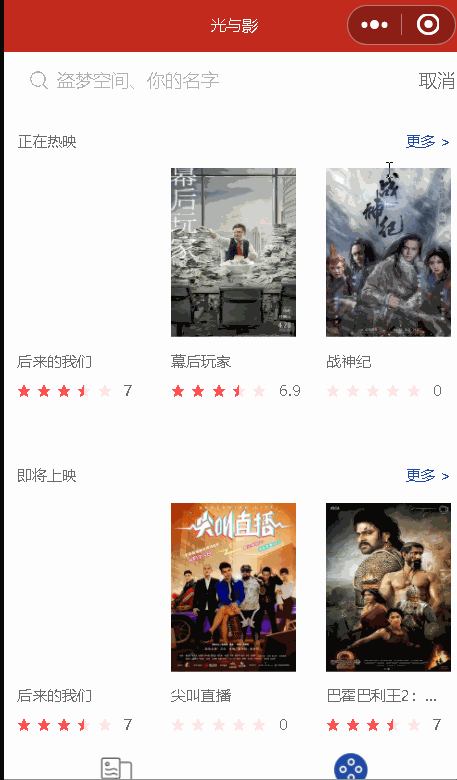 光与影
盗梦空间、你的名字
取消
正在热映
更多 >
幕后玩家
战神纪
后来的我们
幕后玩家
战神纪
7
6.9
0
即将上映
更多 >
尖叫直播
后来的我们
尖叫直播
巴霍巴利王2：...
7
0
7